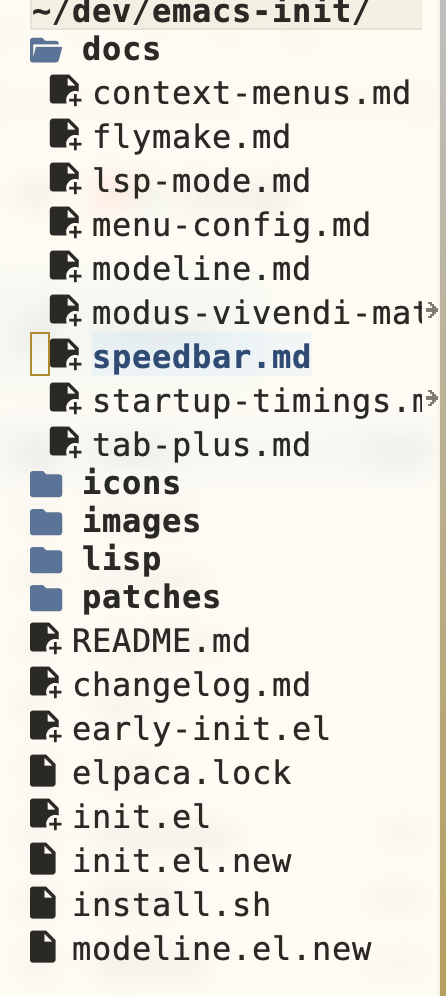 ~/dev/emacs-init/
docs
context-menus.md
flymake.md
lsp-mode.md
menu-config.md
modeline.md
modus-vivendi-mat
speedbar.md
startup-timings.m
tab-plus.md
icons
images
lisp
patches
README.md
changelog.md
early-init.el
elpaca.lock
init.el
init.el.new
install.sh
modeline.el.new